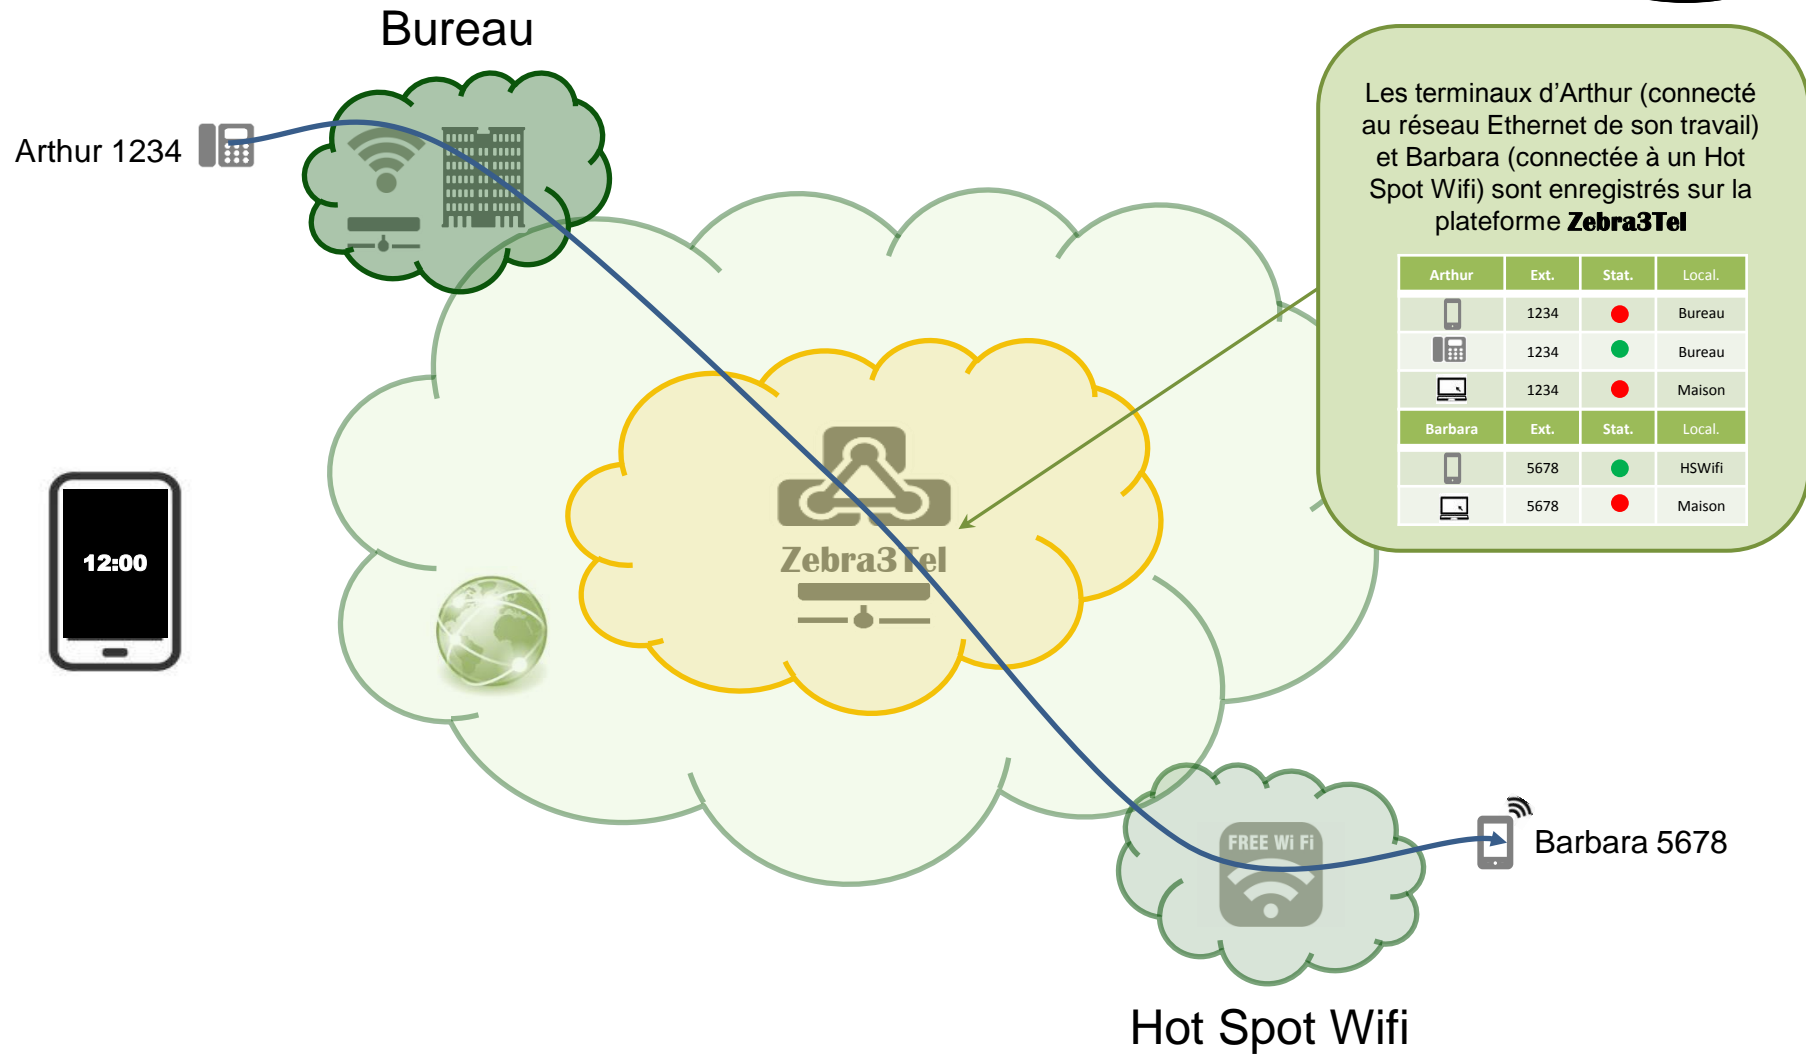 Bureau
Arthur 1234
Les terminaux d’Arthur (connecté
au réseau Ethernet de son travail)
et Barbara (connectée à un Hot
Spot Wifi) sont enregistrés sur la
plateforme Zebra3Tel
Arthur Ext. Stat. Local.
1234 Bureau
1234 Bureau
1234 Maison
Barbara Ext. Stat. Local.
5678 HSWifi
5678 Maison
12:00
Zebra3Tel
FREE Wi Fi
Barbara 5678
Hot Spot Wifi